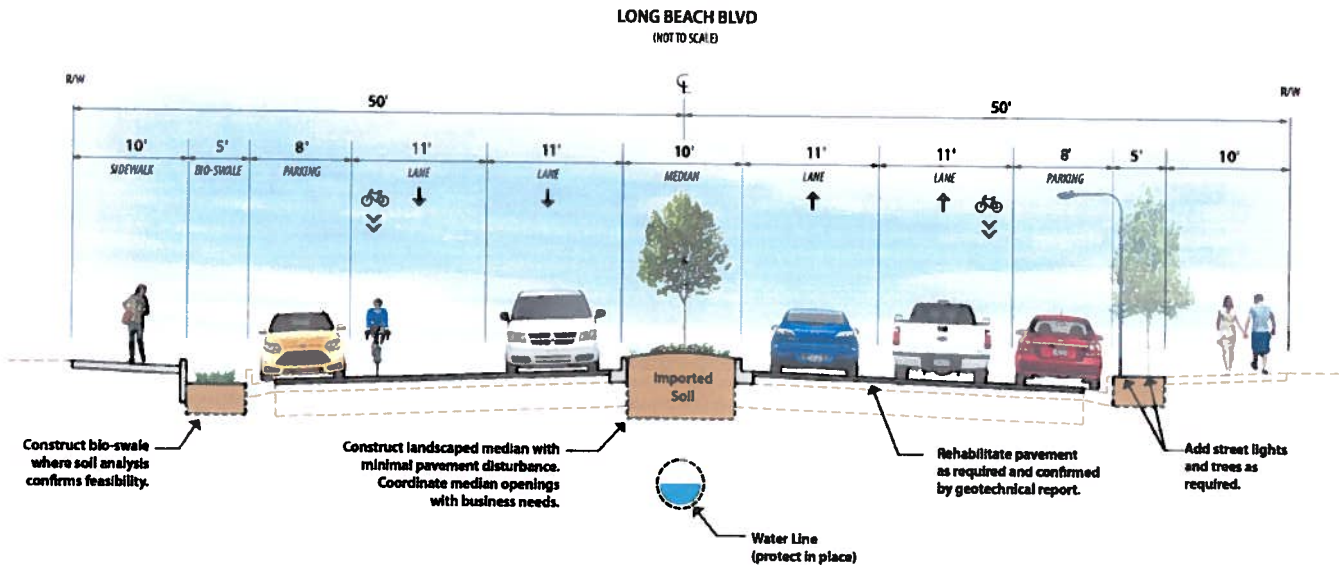 LONG BEACH BLVD
(NOT TO SCALE)
R/W
℄
R/W
50'
50'
10'
5'
8'
11'
11'
10'
11'
11'
8'
5'
10'
SIDEWALK
BIO-SWALE
PARKING
LANE
LANE
MEDIAN
LANE
LANE
PARKING
Imported
Soil
Construct bio-swale
where soil analysis
confirms feasibility.
Construct landscaped median with
minimal pavement disturbance.
Coordinate median openings
with business needs.
Rehabilitate pavement
as required and confirmed
by geotechnical report.
Add street lights
and trees as
required.
Water Line
(protect in place)